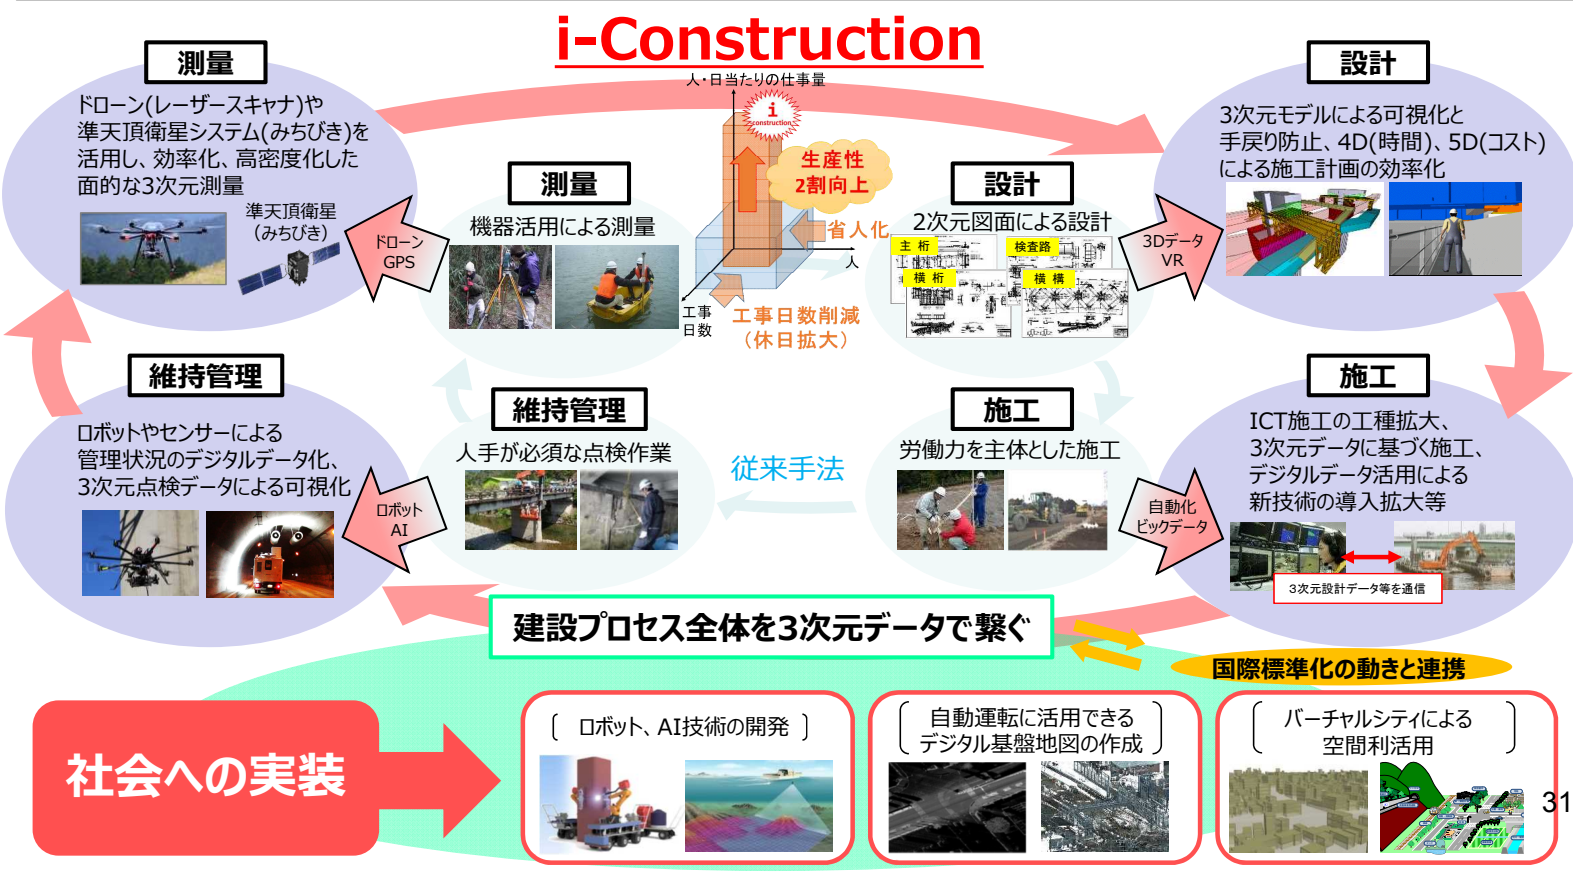 i-Construction
測量
ドローン(レーザースキャナ)や
準天頂衛星システム(みちびき)を
活用し、効率化、高密度化した
面的な3次元測量
準天頂衛星
(みちびき)
ドローン
GPS
測量
機器活用による測量
人・日当たりの仕事量
i
construction
生産性
2割向上
省人化
人
工事
日数
工事日数削減
(休日拡大)
設計
2次元図面による設計
主 桁
検査路
横 桁
横 構
3Dデータ
VR
設計
3次元モデルによる可視化と
手戻り防止、4D(時間)、5D(コスト)
による施工計画の効率化
維持管理
ロボットやセンサーによる
管理状況のデジタルデータ化、
3次元点検データによる可視化
ロボット
AI
維持管理
人手が必須な点検作業
従来手法
施工
労働力を主体とした施工
自動化
ビックデータ
施工
ICT施工の工種拡大、
3次元データに基づく施工、
デジタルデータ活用による
新技術の導入拡大等
3次元設計データ等を通信
建設プロセス全体を3次元データで繋ぐ
国際標準化の動きと連携
社会への実装
ロボット、AI技術の開発
自動運転に活用できる
デジタル基盤地図の作成
バーチャルシティによる
空間利活用
31